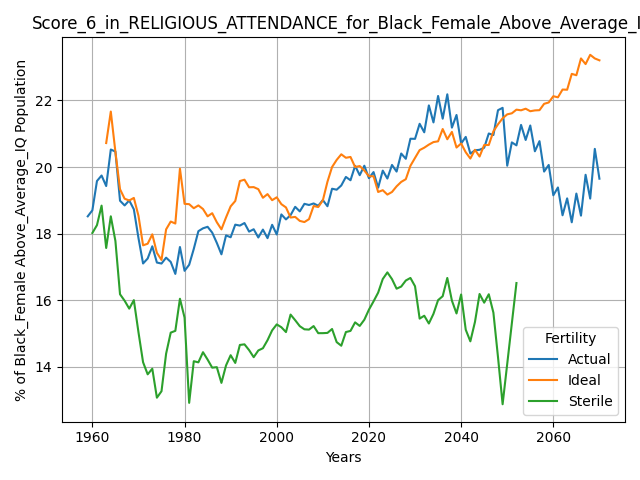 Score_6_in_RELIGIOUS_ATTENDANCE_for_Black_Female_Above_Average_I
% of Black_Female Above_Average_IQ Population
22
20
18
16
14
1960 1980 2000 2020 2040 2060
Years
Fertility
Actual
Ideal
Sterile